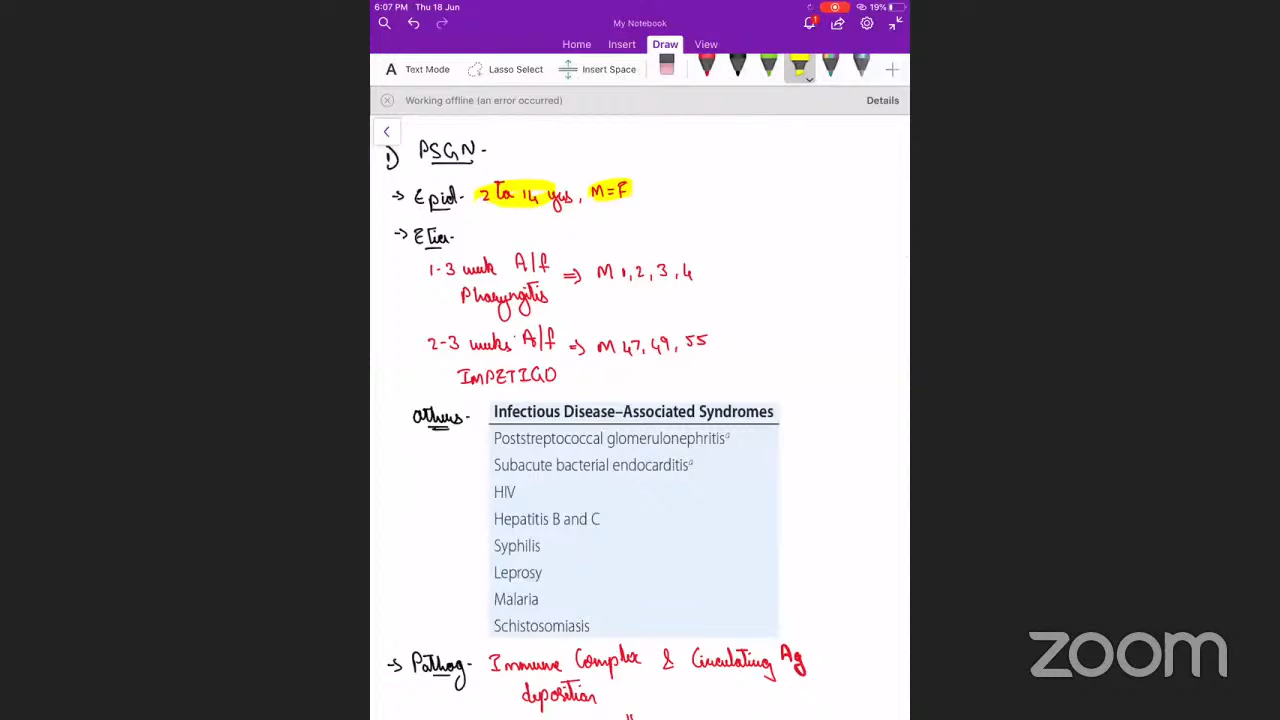 6:07 PM Thu 18 Jun 19%
My Notebook
1
Home Insert Draw View
A Text Mode Lasso Select Insert Space
Working offline (an error occurred) Details
1) PSGN-
→ Epid- 2 to 14 yrs, M=F
→ Etio-
1-3 week A/f ⇒ M 1, 2, 3, 4
Pharyngitis
2-3 weeks A/f ⇒ M 47, 49, 55
IMPETIGO
Others- Infectious Disease–Associated Syndromes
Poststreptococcal glomerulonephritisᵃ
Subacute bacterial endocarditisᵃ
HIV
Hepatitis B and C
Syphilis
Leprosy
Malaria
Schistosomiasis
→ Pathog- Immune Complex & Circulating Ag
deposition
zoom